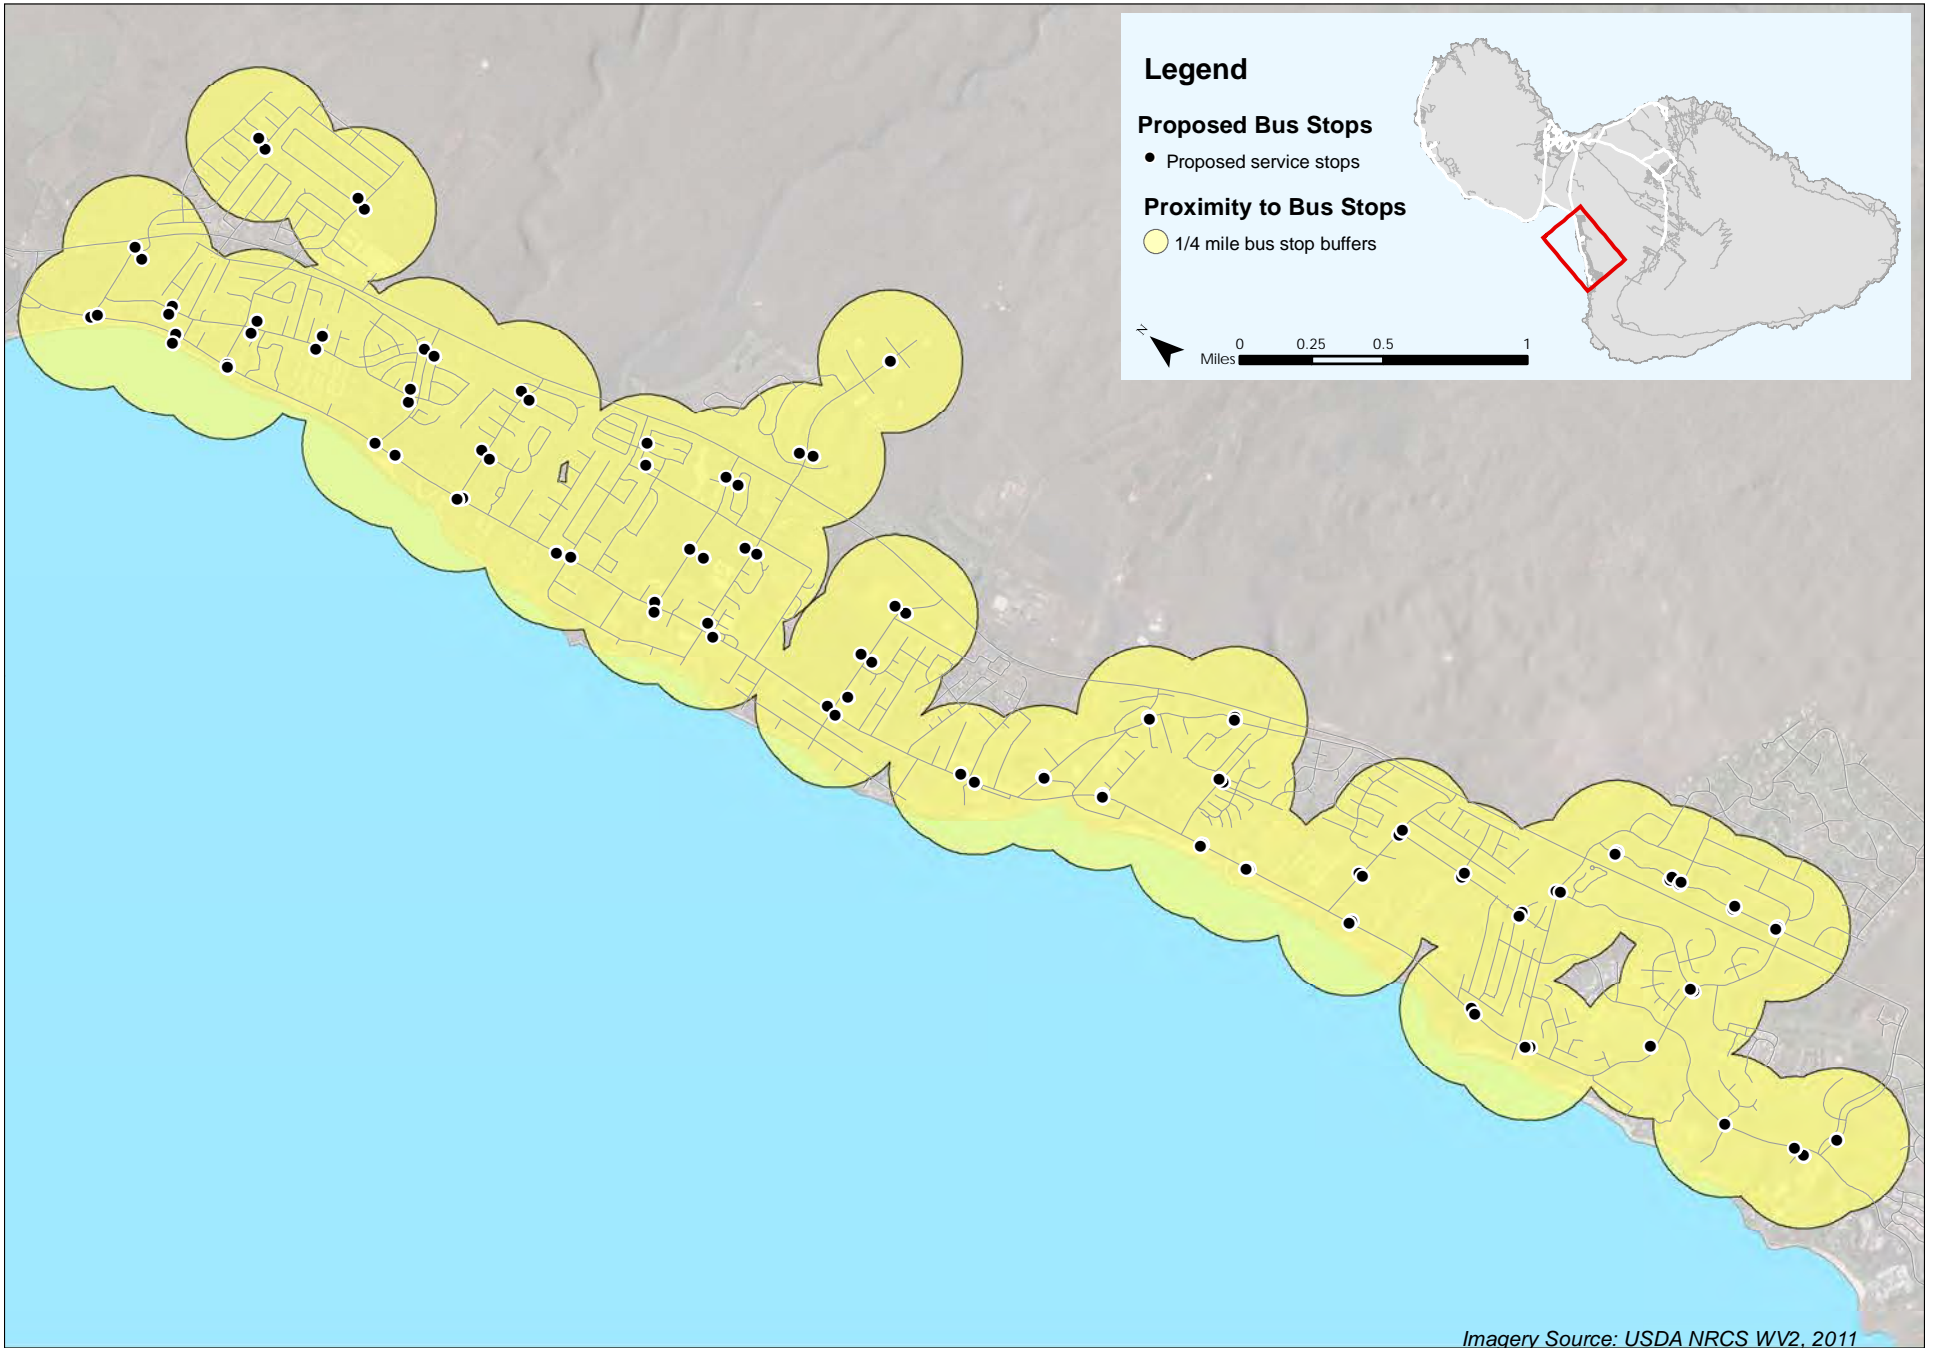 Legend
Proposed Bus Stops
Proposed service stops
Proximity to Bus Stops
1/4 mile bus stop buffers
N
0 0.25 0.5 1
Miles
Imagery Source: USDA NRCS WV2, 2011